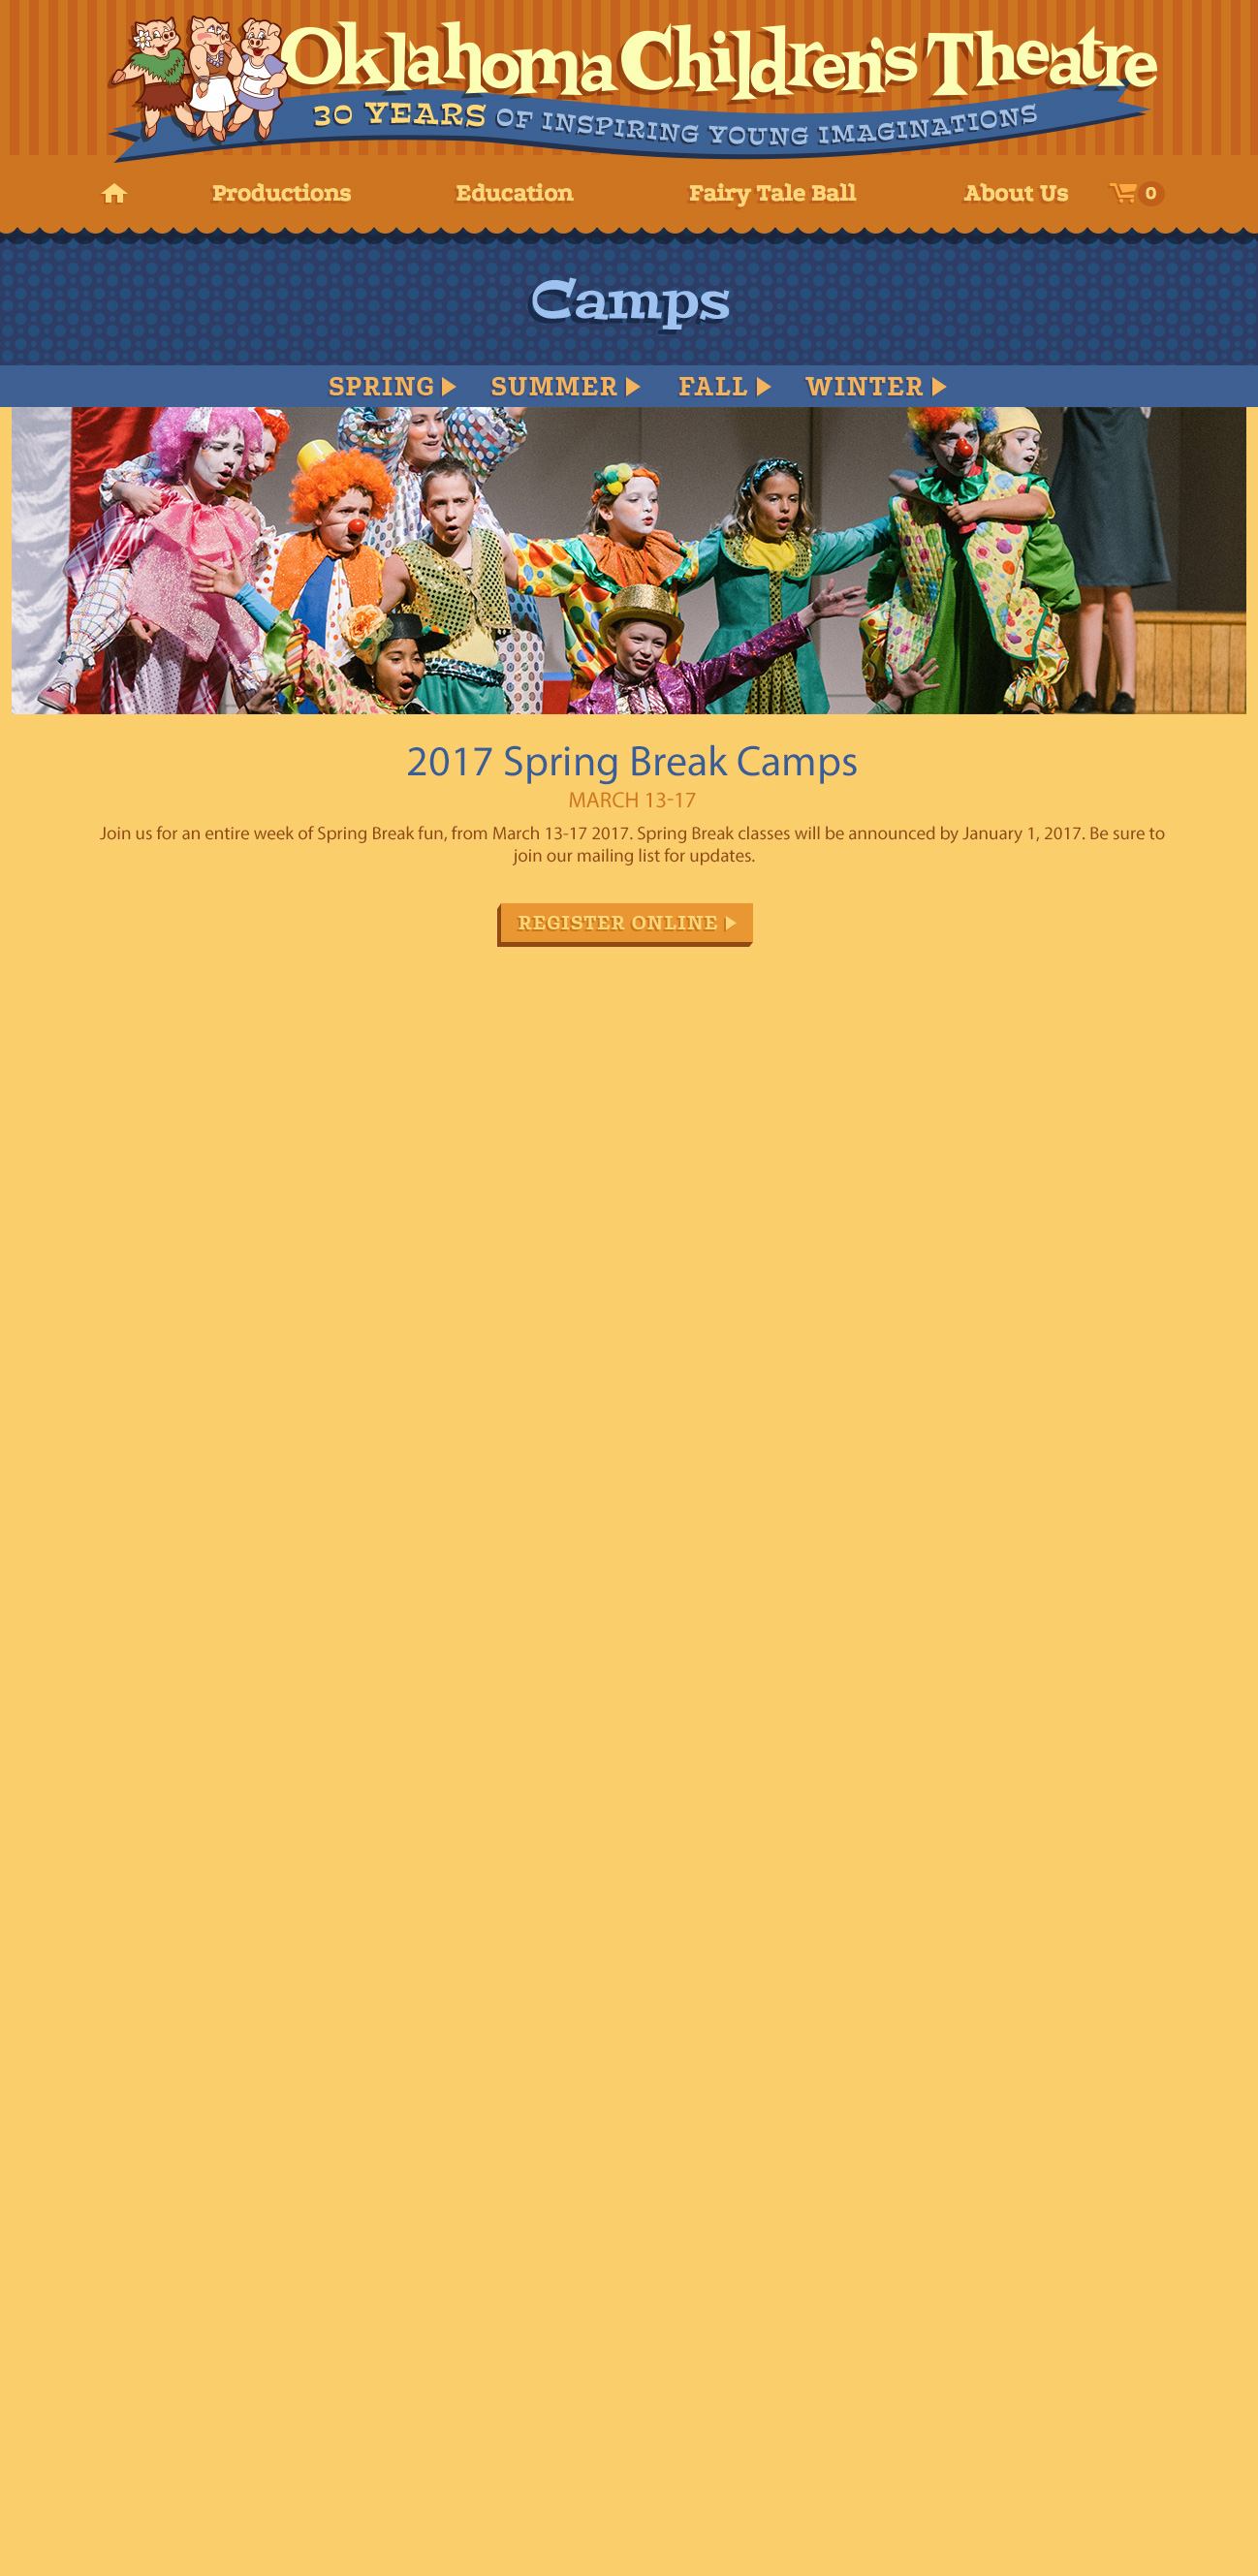 Oklahoma Children's Theatre
30 YEARS OF INSPIRING YOUNG IMAGINATIONS
Productions Education Fairy Tale Ball About Us 0
Camps
SPRING SUMMER FALL WINTER
2017 Spring Break Camps
MARCH 13-17
Join us for an entire week of Spring Break fun, from March 13-17 2017. Spring Break classes will be announced by January 1, 2017. Be sure to
join our mailing list for updates.
REGISTER ONLINE